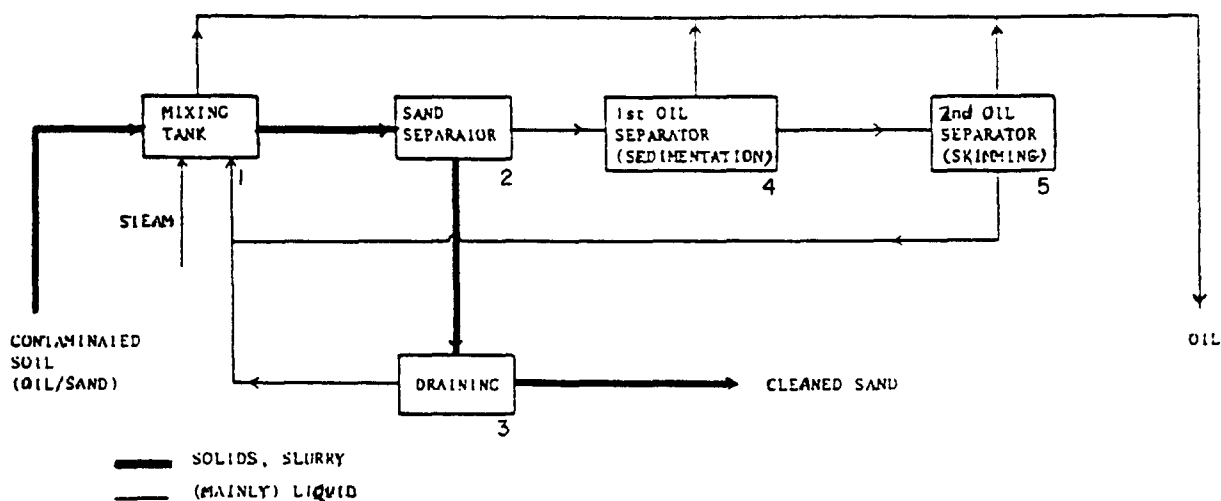 MIXING
TANK
1
SAND
SEPARATOR
2
1st OIL
SEPARATOR
(SEDIMENTATION)
4
2nd OIL
SEPARATOR
(SKIMMING)
5
STEAM
CONTAMINATED
SOIL
(OIL/SAND)
OIL
DRAINING
3
CLEANED SAND
SOLIDS, SLURRY
(MAINLY) LIQUID